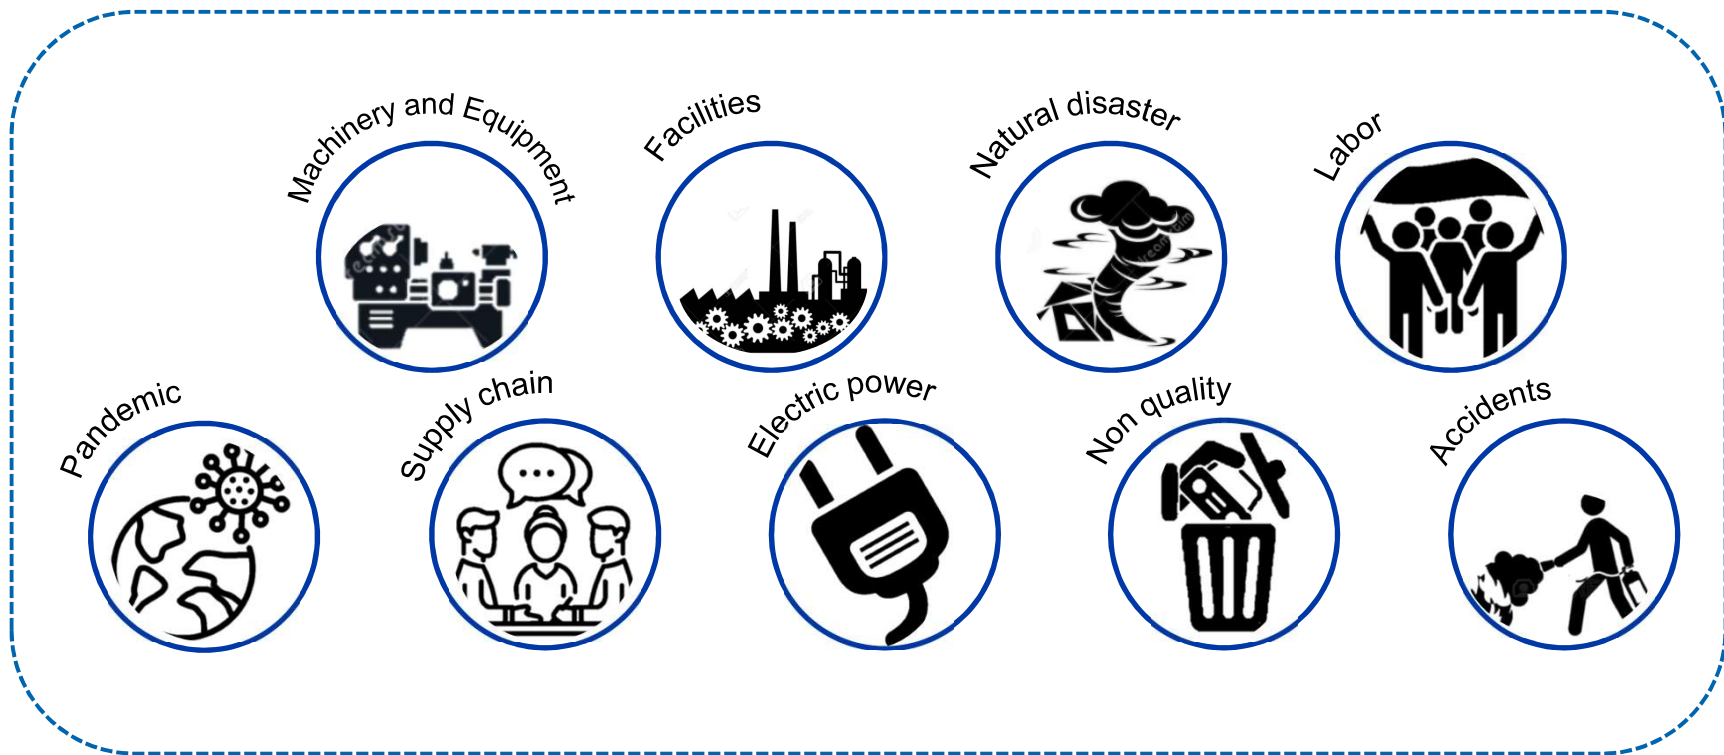 Machinery and Equipment
Facilities
Natural disaster
Labor
Pandemic
Supply chain
Electric power
Non quality
Accidents